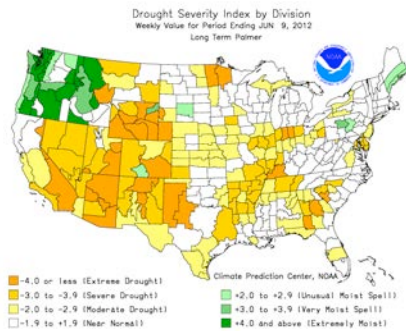 Drought Severity Index by Division
Weekly Value for Period Ending JUN 9, 2012
Long Term Palmer
NOAA
Climate Prediction Center, NOAA
-4.0 or less (Extreme Drought)
-3.0 to -3.9 (Severe Drought)
-2.0 to -2.9 (Moderate Drought)
-1.9 to +1.9 (Near Normal)
+2.0 to +2.9 (Unusual Moist Spell)
+3.0 to +3.9 (Very Moist Spell)
+4.0 and above (Extremely Moist)